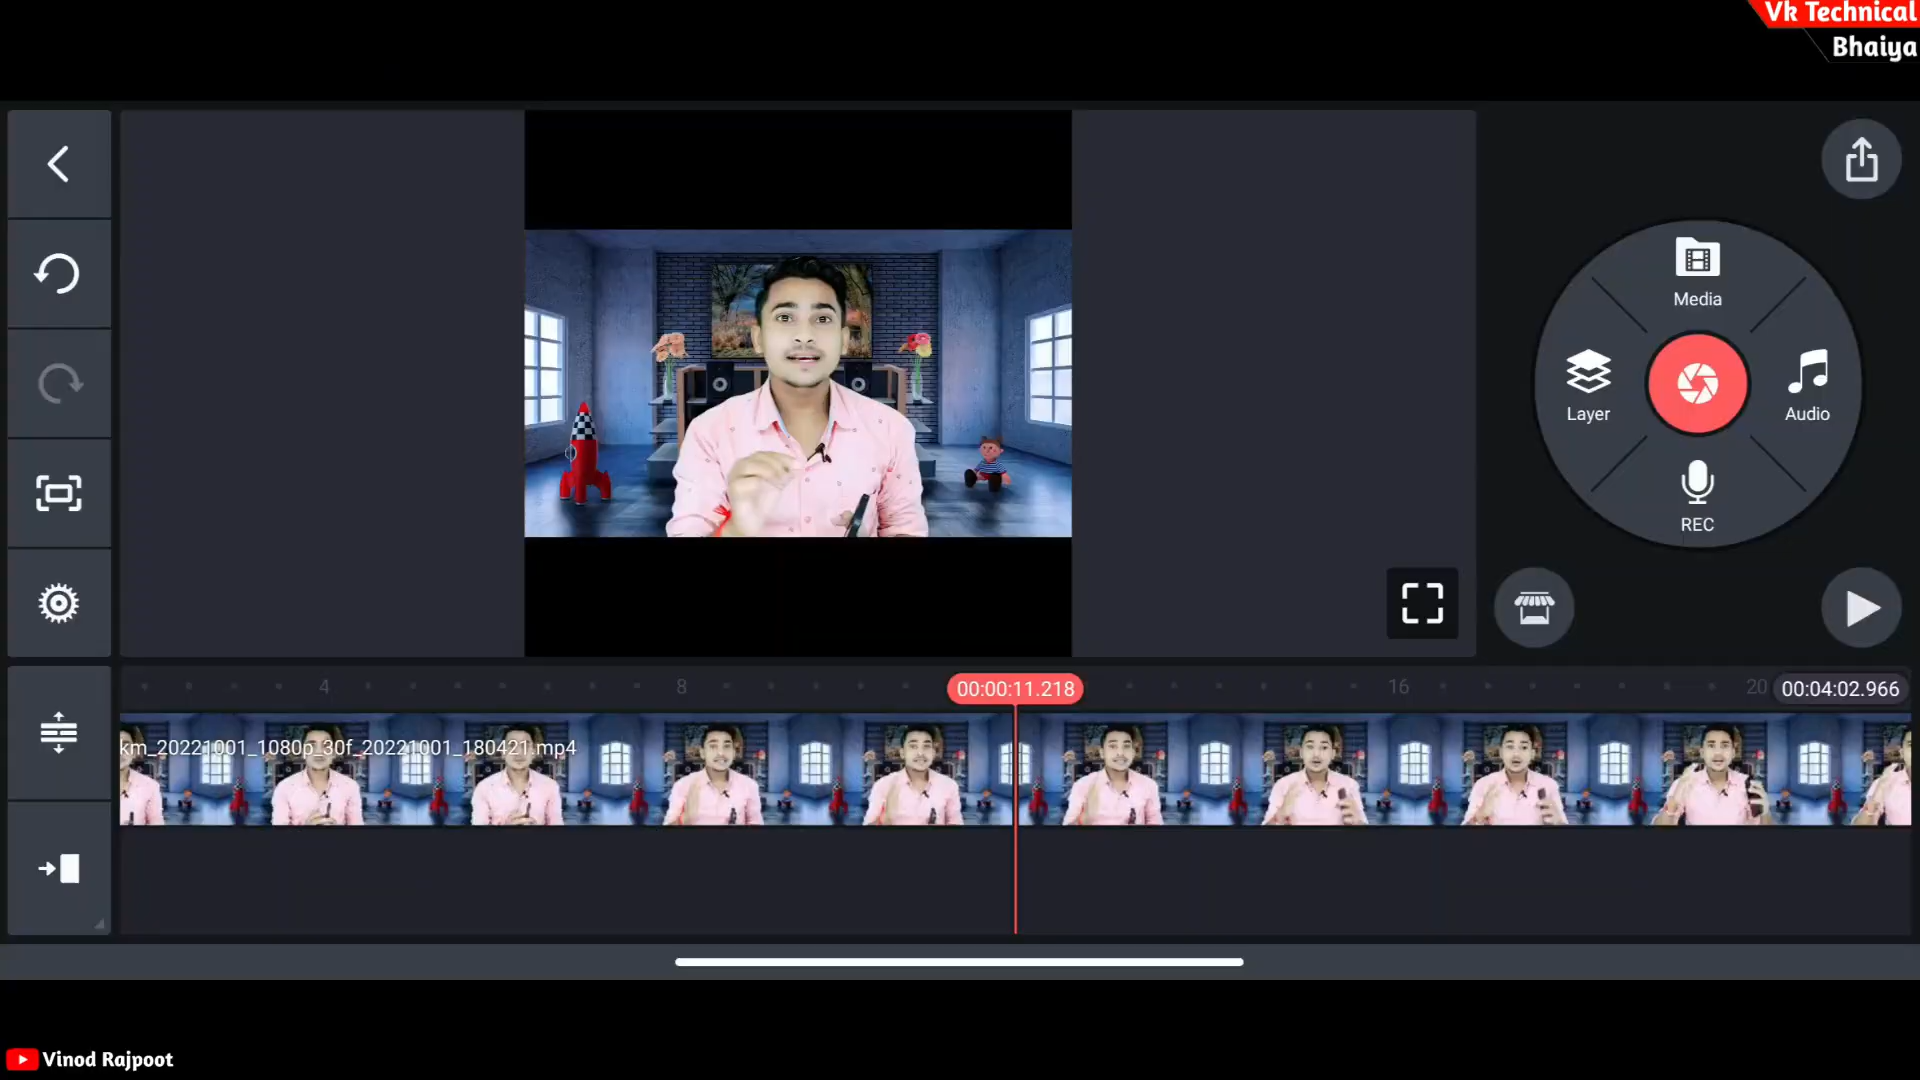 Vk Technical
Bhaiya
Media
Layer
Audio
REC
4
8
00:00:11.218
16
20
00:04:02.966
km_20221001_1080p_30f_20221001_180421.mp4
Vinod Rajpoot